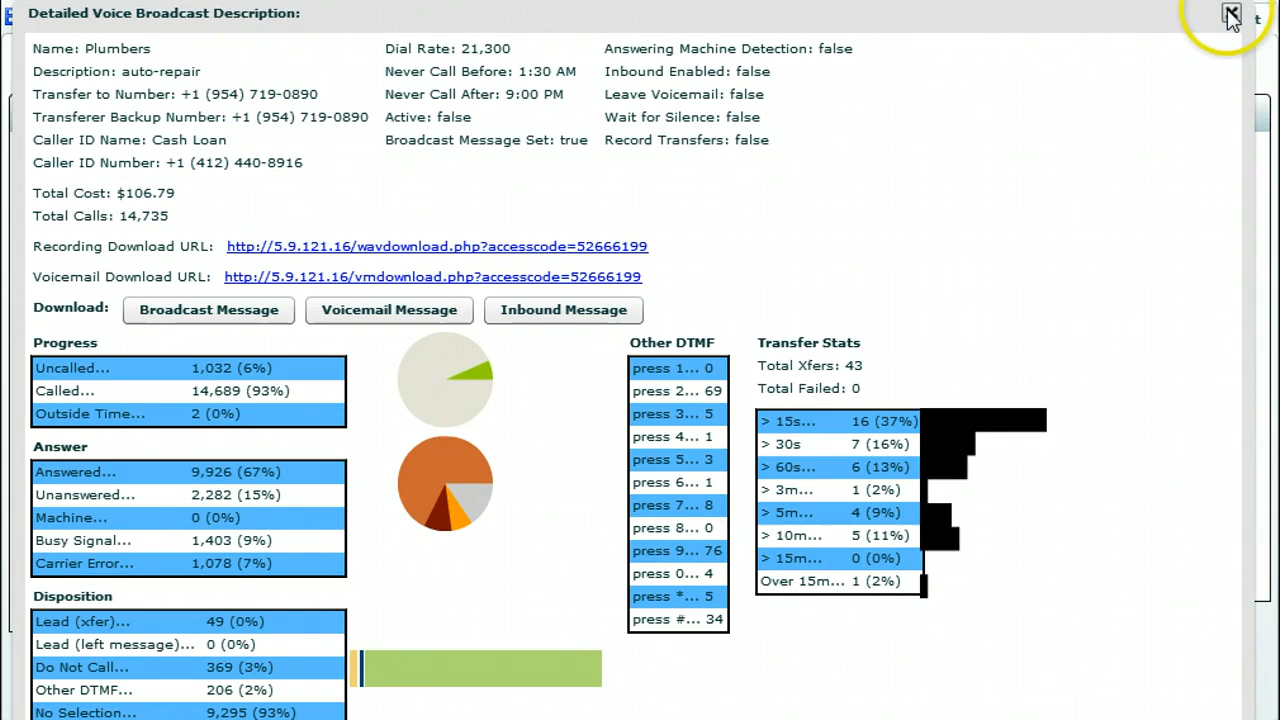 Detailed Voice Broadcast Description:
Name: Plumbers
Description: auto-repair
Transfer to Number: +1 (954) 719-0890
Transferer Backup Number: +1 (954) 719-0890
Caller ID Name: Cash Loan
Caller ID Number: +1 (412) 440-8916
Dial Rate: 21,300
Never Call Before: 1:30 AM
Never Call After: 9:00 PM
Active: false
Broadcast Message Set: true
Answering Machine Detection: false
Inbound Enabled: false
Leave Voicemail: false
Wait for Silence: false
Record Transfers: false
Total Cost: $106.79
Total Calls: 14,735
Recording Download URL: http://5.9.121.16/wavdownload.php?accesscode=52666199
Voicemail Download URL: http://5.9.121.16/vmdownload.php?accesscode=52666199
Download: Broadcast Message Voicemail Message Inbound Message
Progress
Uncalled... 1,032 (6%)
Called... 14,689 (93%)
Outside Time... 2 (0%)
Answer
Answered... 9,926 (67%)
Unanswered... 2,282 (15%)
Machine... 0 (0%)
Busy Signal... 1,403 (9%)
Carrier Error... 1,078 (7%)
Disposition
Lead (xfer)... 49 (0%)
Lead (left message)... 0 (0%)
Do Not Call... 369 (3%)
Other DTMF... 206 (2%)
No Selection... 9,295 (93%)
Other DTMF
press 1... 0
press 2... 69
press 3... 5
press 4... 1
press 5... 3
press 6... 1
press 7... 8
press 8... 0
press 9... 76
press 0... 4
press *... 5
press #... 34
Transfer Stats
Total Xfers: 43
Total Failed: 0
> 15s... 16 (37%)
> 30s 7 (16%)
> 60s... 6 (13%)
> 3m... 1 (2%)
> 5m... 4 (9%)
> 10m... 5 (11%)
> 15m... 0 (0%)
Over 15m... 1 (2%)